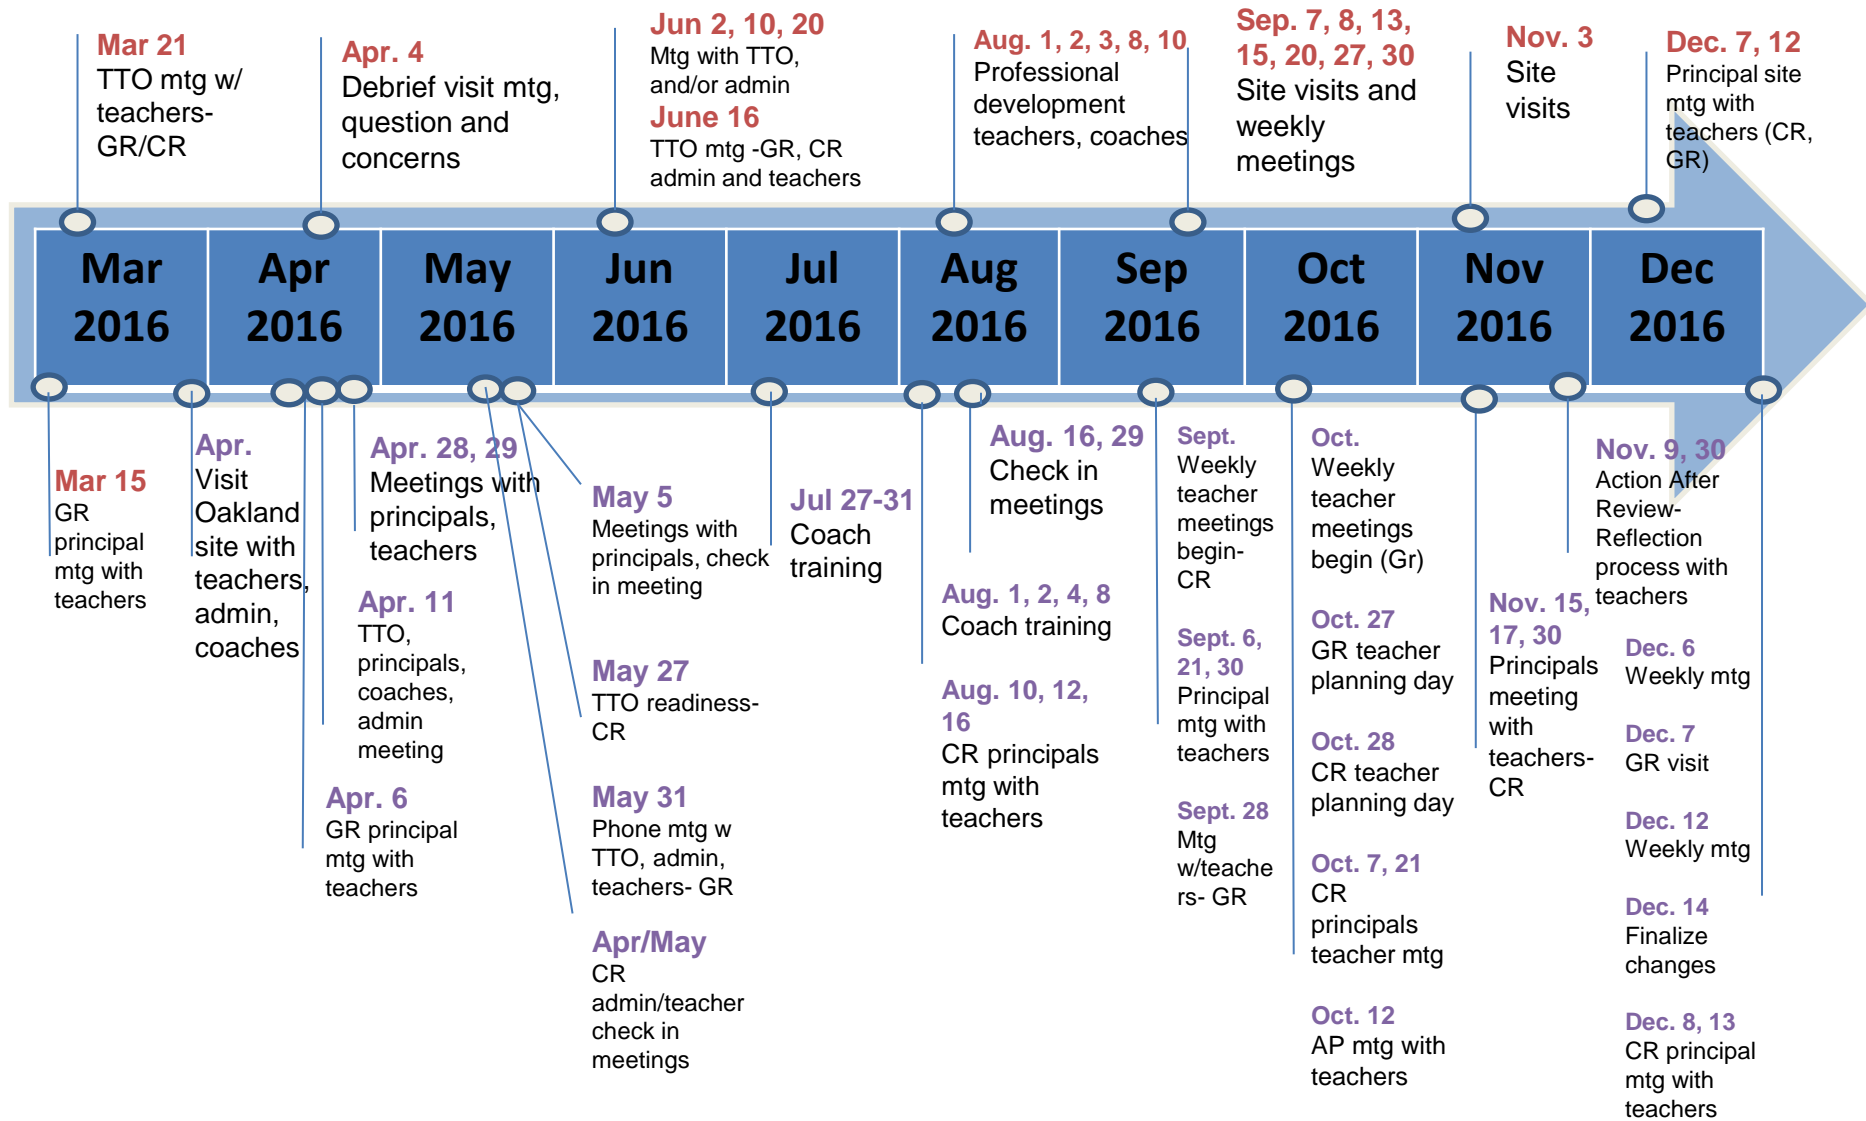 Mar 21
TTO mtg w/
teachers-
GR/CR
Apr. 4
Debrief visit mtg,
question and
concerns
Jun 2, 10, 20
Mtg with TTO,
and/or admin
June 16
TTO mtg -GR, CR
admin and teachers
Aug. 1, 2, 3, 8, 10
Professional
development
teachers, coaches
Sep. 7, 8, 13,
15, 20, 27, 30
Site visits and
weekly
meetings
Nov. 3
Site
visits
Dec. 7, 12
Principal site
mtg with
teachers (CR,
GR)
Mar
2016
Apr
2016
May
2016
Jun
2016
Jul
2016
Aug
2016
Sep
2016
Oct
2016
Nov
2016
Dec
2016
Mar 15
GR
principal
mtg with
teachers
Apr.
Visit
Oakland
site with
teachers,
admin,
coaches
Apr. 28, 29
Meetings with
principals,
teachers
Apr. 11
TTO,
principals,
coaches,
admin
meeting
Apr. 6
GR principal
mtg with
teachers
May 5
Meetings with
principals, check
in meeting
May 27
TTO readiness-
CR
May 31
Phone mtg w
TTO, admin,
teachers- GR
Apr/May
CR
admin/teacher
check in
meetings
Jul 27-31
Coach
training
Aug. 16, 29
Check in
meetings
Aug. 1, 2, 4, 8
Coach training
Aug. 10, 12,
16
CR principals
mtg with
teachers
Sept.
Weekly
teacher
meetings
begin-
CR
Sept. 6,
21, 30
Principal
mtg with
teachers
Sept. 28
Mtg
w/teache
rs- GR
Oct.
Weekly
teacher
meetings
begin (Gr)
Oct. 27
GR teacher
planning day
Oct. 28
CR teacher
planning day
Oct. 7, 21
CR
principals
teacher mtg
Oct. 12
AP mtg with
teachers
Nov. 15,
17, 30
Principals
meeting
with
teachers-
CR
Nov. 9, 30
Action After
Review-
Reflection
process with
teachers
Dec. 6
Weekly mtg
Dec. 7
GR visit
Dec. 12
Weekly mtg
Dec. 14
Finalize
changes
Dec. 8, 13
CR principal
mtg with
teachers